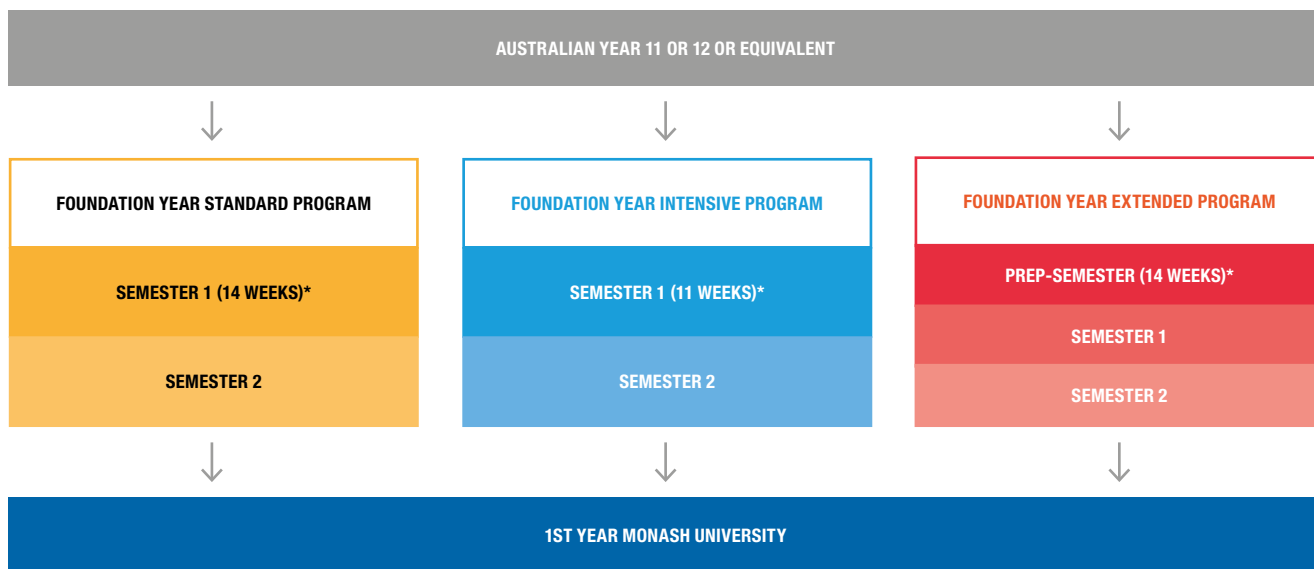 AUSTRALIAN YEAR 11 OR 12 OR EQUIVALENT
FOUNDATION YEAR STANDARD PROGRAM
SEMESTER 1 (14 WEEKS)*
SEMESTER 2
FOUNDATION YEAR INTENSIVE PROGRAM
SEMESTER 1 (11 WEEKS)*
SEMESTER 2
FOUNDATION YEAR EXTENDED PROGRAM
PREP-SEMESTER (14 WEEKS)*
SEMESTER 1
SEMESTER 2
1ST YEAR MONASH UNIVERSITY